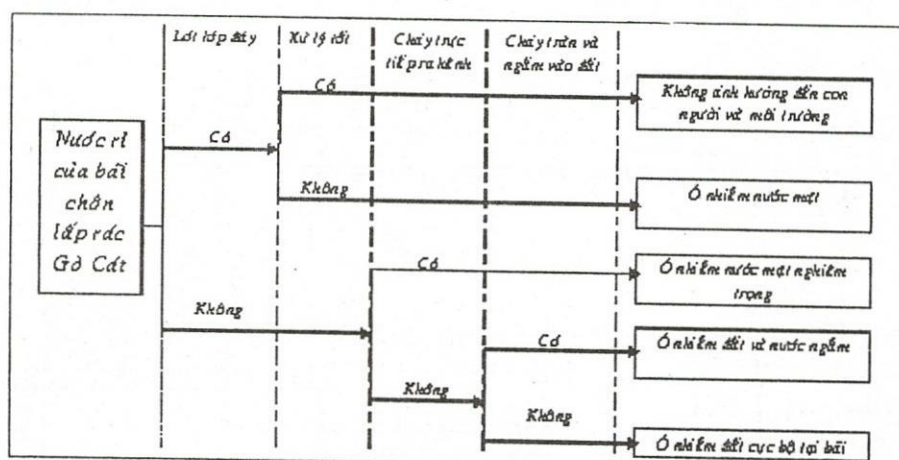 Lót lớp đáy
Xử lý tốt
Chảy trực
tiếp ra kênh
Chảy tràn và
ngấm vào đất
Có
Không ảnh hưởng đến con
người và môi trường
Nước rỉ
của bãi
chôn
lấp rác
Gò Cát
Có
Không
Ô nhiễm nước mặt
Có
Ô nhiễm nước mặt nghiêm
trọng
Không
Có
Ô nhiễm đất và nước ngầm
Không
Không
Ô nhiễm đất cục bộ tại bãi